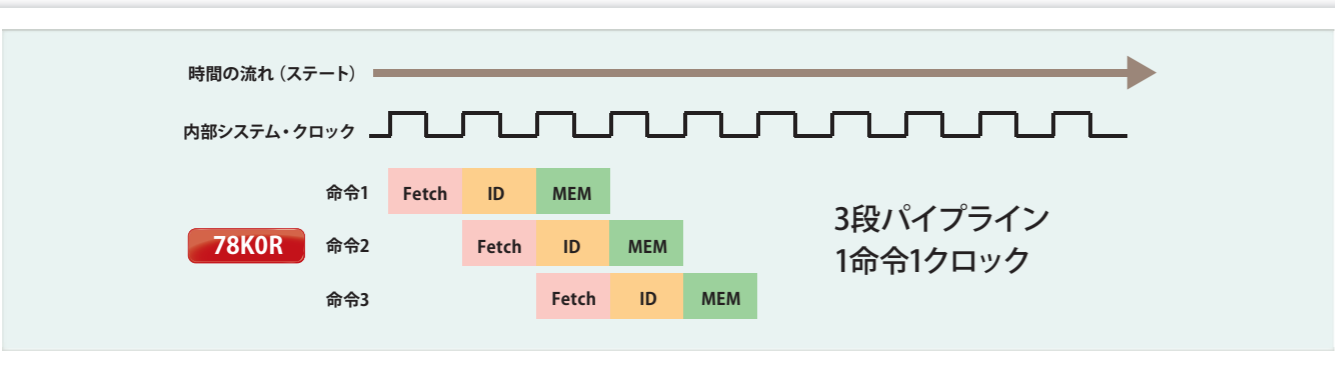 時間の流れ（ステート）
内部システム・クロック
命令1 Fetch ID MEM
78K0R 命令2 Fetch ID MEM
命令3 Fetch ID MEM
3段パイプライン
1命令1クロック